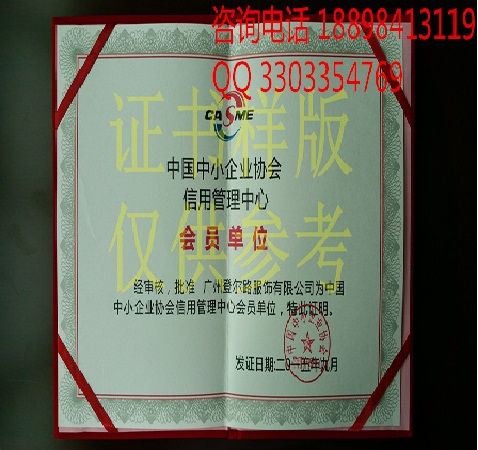 咨询电话 18898413119
QQ 3303354769
CASME
证书样版
中国中小企业协会
信用管理中心
仅供参考
会员单位
经审核，批准 广州登尔路服饰有限公司为中国
中小企业协会信用管理中心会员单位，特此证明。
发证日期:二〇一五年九月